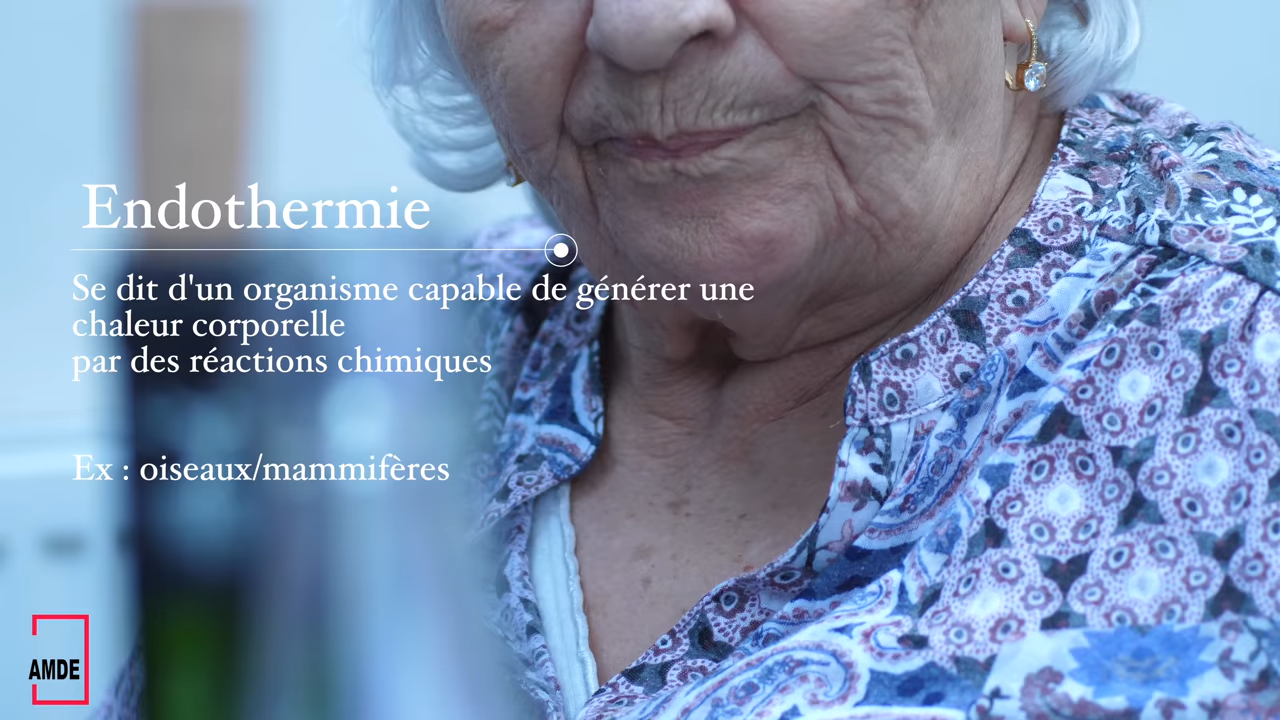 Endothermie
Se dit d'un organisme capable de générer une
chaleur corporelle
par des réactions chimiques
Ex : oiseaux/mammifères
AMDE